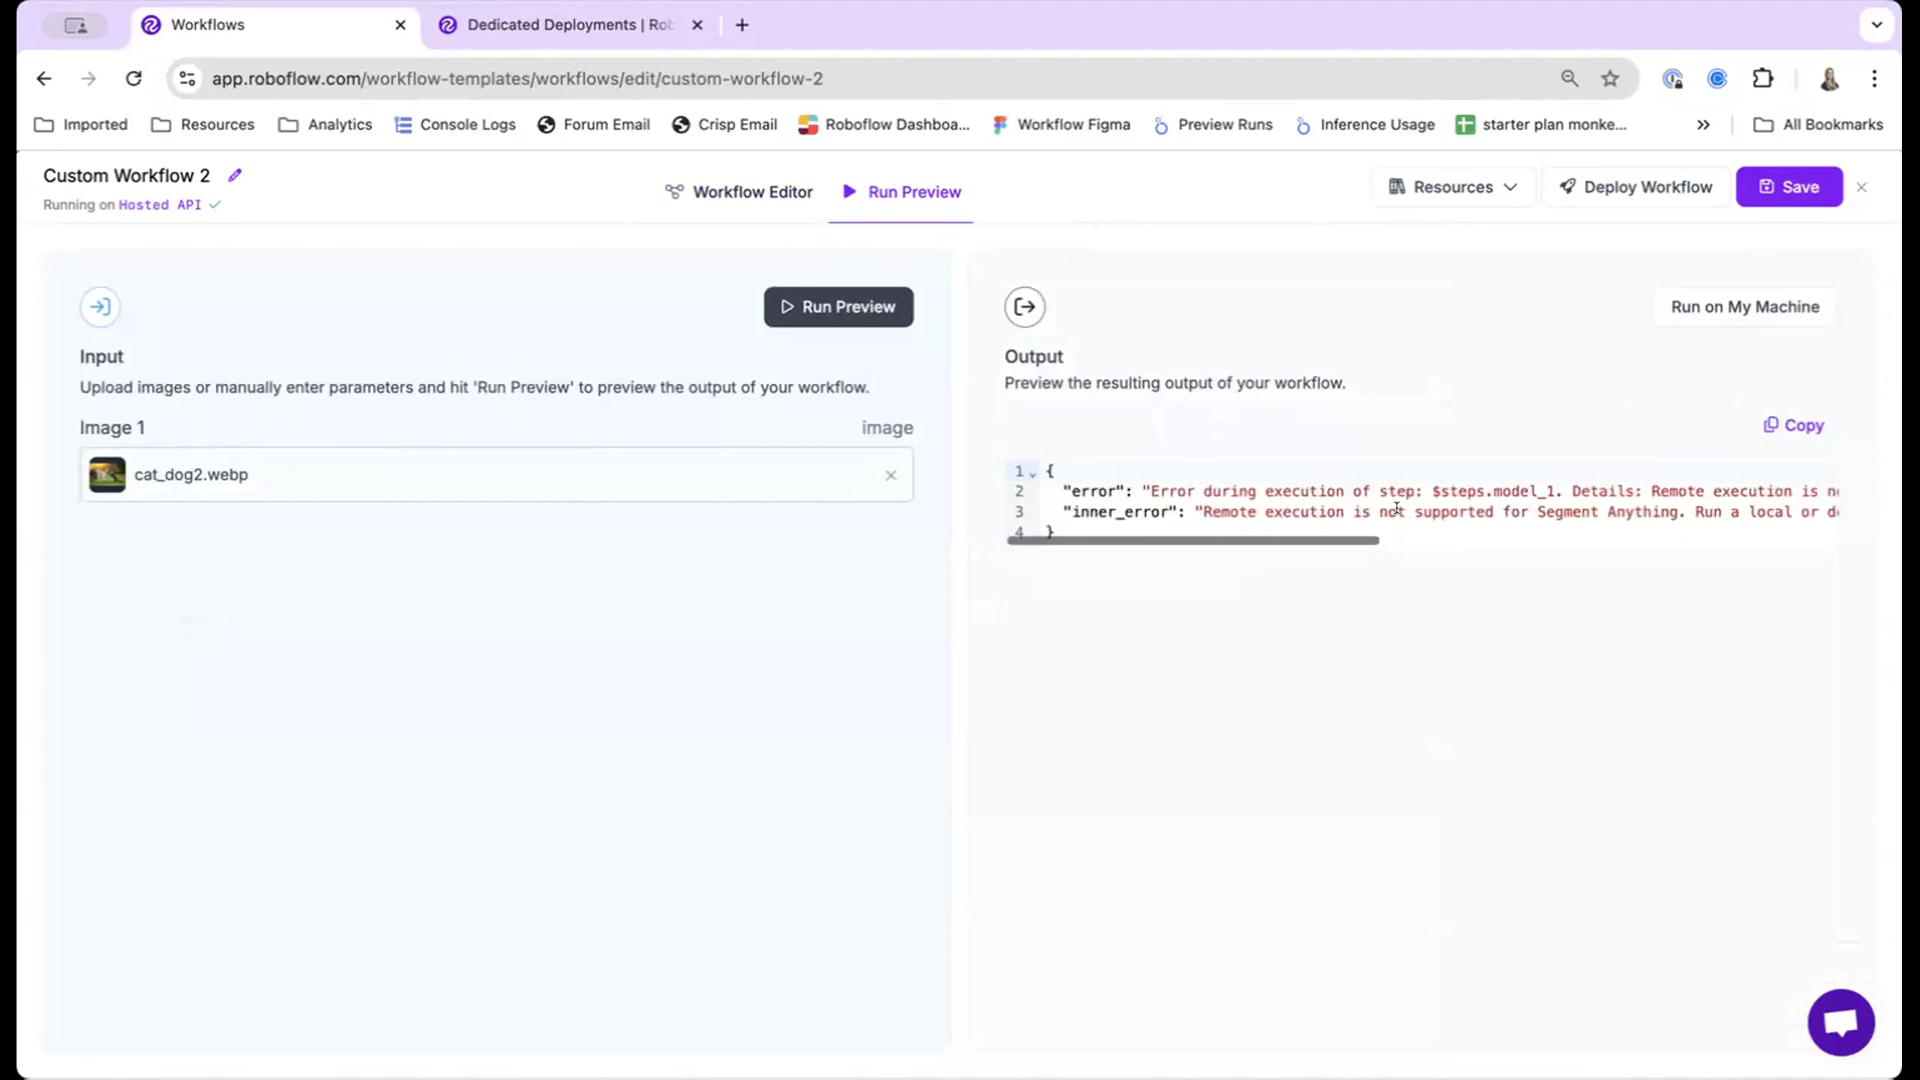 Workflows
Dedicated Deployments | Rob
app.roboflow.com/workflow-templates/workflows/edit/custom-workflow-2
Imported
Resources
Analytics
Console Logs
Forum Email
Crisp Email
Roboflow Dashboa...
Workflow Figma
Preview Runs
Inference Usage
starter plan monke...
All Bookmarks
Custom Workflow 2
Running on Hosted API
Workflow Editor
Run Preview
Resources
Deploy Workflow
Save
Run Preview
Input
Upload images or manually enter parameters and hit 'Run Preview' to preview the output of your workflow.
Image 1
image
cat_dog2.webp
Run on My Machine
Output
Preview the resulting output of your workflow.
Copy
1 {
2 "error": "Error during execution of step: $steps.model_1. Details: Remote execution is
3 "inner_error": "Remote execution is not supported for Segment Anything. Run a local or
4 }